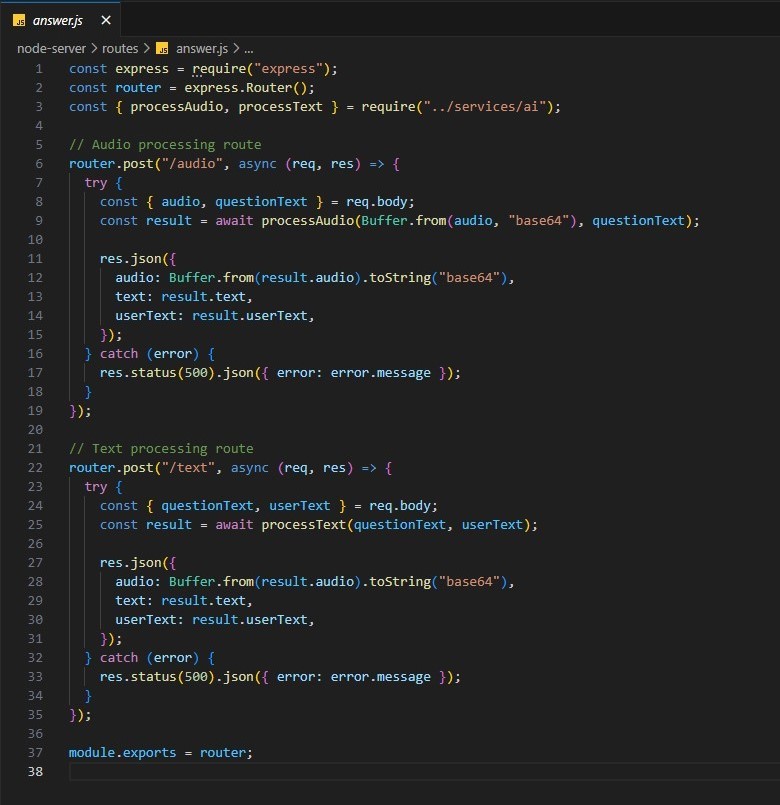 JS answer.js ×
node-server > routes > JS answer.js > ...
1 const express = require("express");
2 const router = express.Router();
3 const { processAudio, processText } = require("../services/ai");
4
5 // Audio processing route
6 router.post("/audio", async (req, res) => {
7   try {
8     const { audio, questionText } = req.body;
9     const result = await processAudio(Buffer.from(audio, "base64"), questionText);
10
11     res.json({
12       audio: Buffer.from(result.audio).toString("base64"),
13       text: result.text,
14       userText: result.userText,
15     });
16   } catch (error) {
17     res.status(500).json({ error: error.message });
18   }
19 });
20
21 // Text processing route
22 router.post("/text", async (req, res) => {
23   try {
24     const { questionText, userText } = req.body;
25     const result = await processText(questionText, userText);
26
27     res.json({
28       audio: Buffer.from(result.audio).toString("base64"),
29       text: result.text,
30       userText: result.userText,
31     });
32   } catch (error) {
33     res.status(500).json({ error: error.message });
34   }
35 });
36
37 module.exports = router;
38